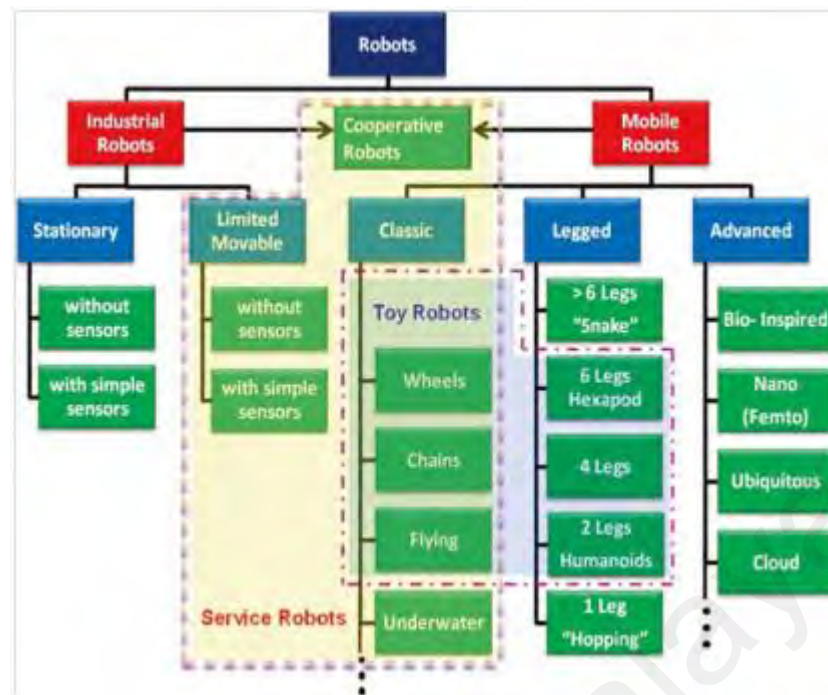 Robots
Industrial
Robots
Cooperative
Robots
Mobile
Robots
Stationary
Limited
Movable
Classic
Legged
Advanced
without
sensors
with simple
sensors
without
sensors
with simple
sensors
Toy Robots
Wheels
Chains
Flying
Underwater
Service Robots
> 6 Legs
"Snake"
6 Legs
Hexapod
4 Legs
2 Legs
Humanoids
1 Leg
"Hopping"
Bio- Inspired
Nano
(Femto)
Ubiquitous
Cloud